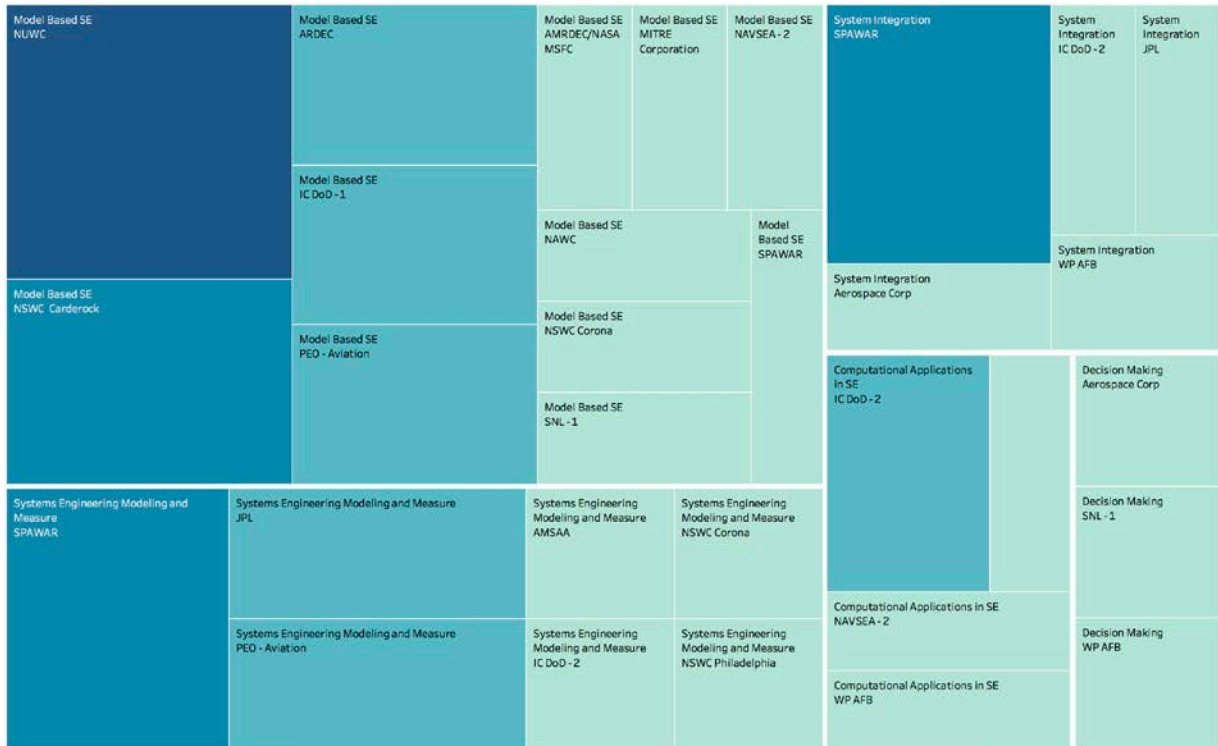 Model Based SE
NUWC
Model Based SE
NSWC Carderock
Model Based SE
ARDEC
Model Based SE
IC DoD - 1
Model Based SE
PEO - Aviation
Model Based SE
AMRDEC/NASA
MSFC
Model Based SE
MITRE
Corporation
Model Based SE
NAVSEA - 2
Model Based SE
NAWC
Model Based SE
NSWC Corona
Model Based SE
SNL - 1
Model
Based SE
SPAWAR
System Integration
SPAWAR
System
Integration
IC DoD - 2
System
Integration
JPL
System Integration
Aerospace Corp
System Integration
WP AFB
Systems Engineering Modeling and
Measure
SPAWAR
Systems Engineering Modeling and Measure
JPL
Systems Engineering Modeling and Measure
PEO - Aviation
Systems Engineering
Modeling and Measure
AMSAA
Systems Engineering
Modeling and Measure
NSWC Corona
Systems Engineering
Modeling and Measure
IC DoD - 2
Systems Engineering
Modeling and Measure
NSWC Philadelphia
Computational Applications
in SE
IC DoD - 2
Computational Applications in SE
NAVSEA - 2
Computational Applications in SE
WP AFB
Decision Making
Aerospace Corp
Decision Making
SNL - 1
Decision Making
WP AFB